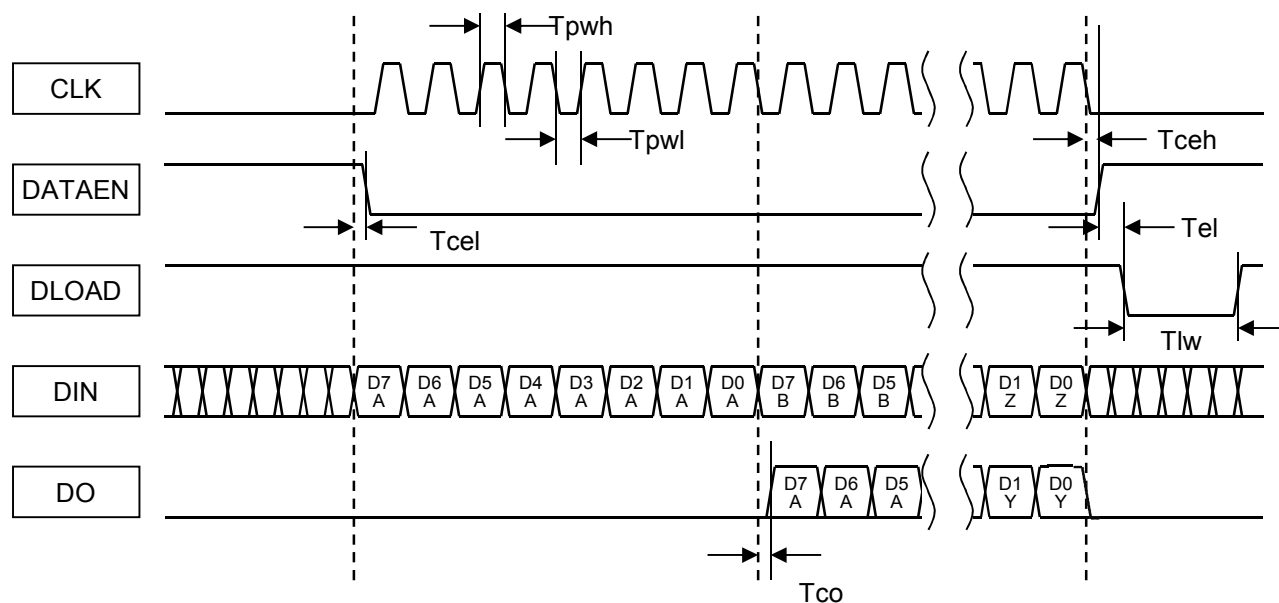 Tpwh
CLK
Tpwl
Tceh
DATAEN
Tcel
Tel
DLOAD
Tlw
DIN
D7 D6 D5 D4 D3 D2 D1 D0 D7 D6 D5 D1 D0
A A A A A A A A B B B Z Z
DO
D7 D6 D5 D1 D0
A A A Y Y
Tco